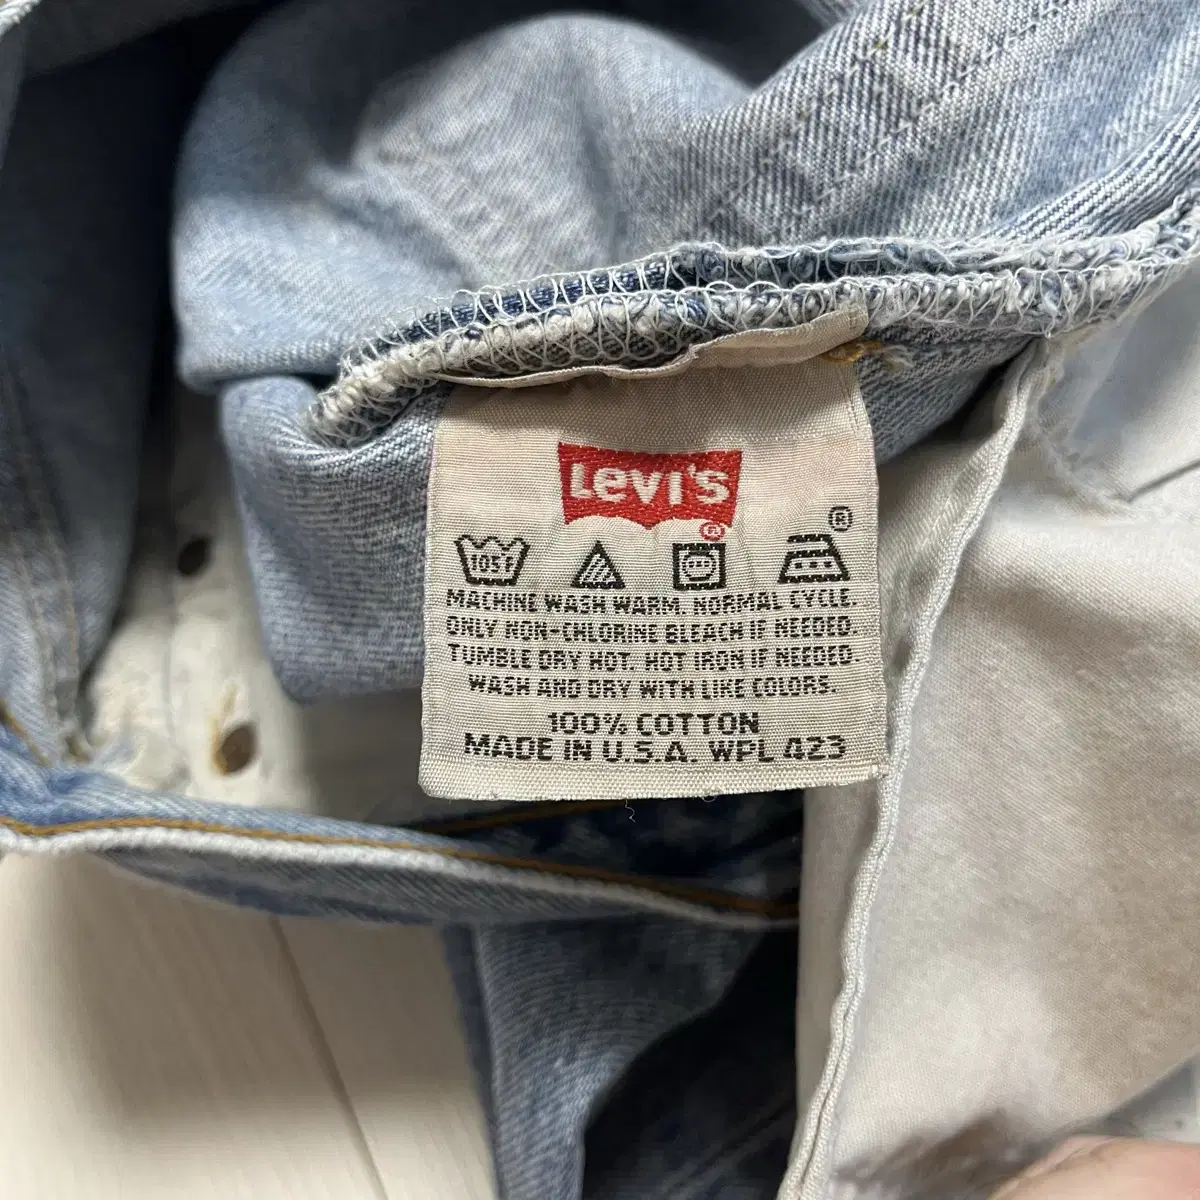 Levi's
®
®
105F
MACHINE WASH WARM. NORMAL CYCLE.
ONLY NON-CHLORINE BLEACH IF NEEDED.
TUMBLE DRY HOT. HOT IRON IF NEEDED.
WASH AND DRY WITH LIKE COLORS.
100% COTTON
MADE IN U.S.A. WPL 423